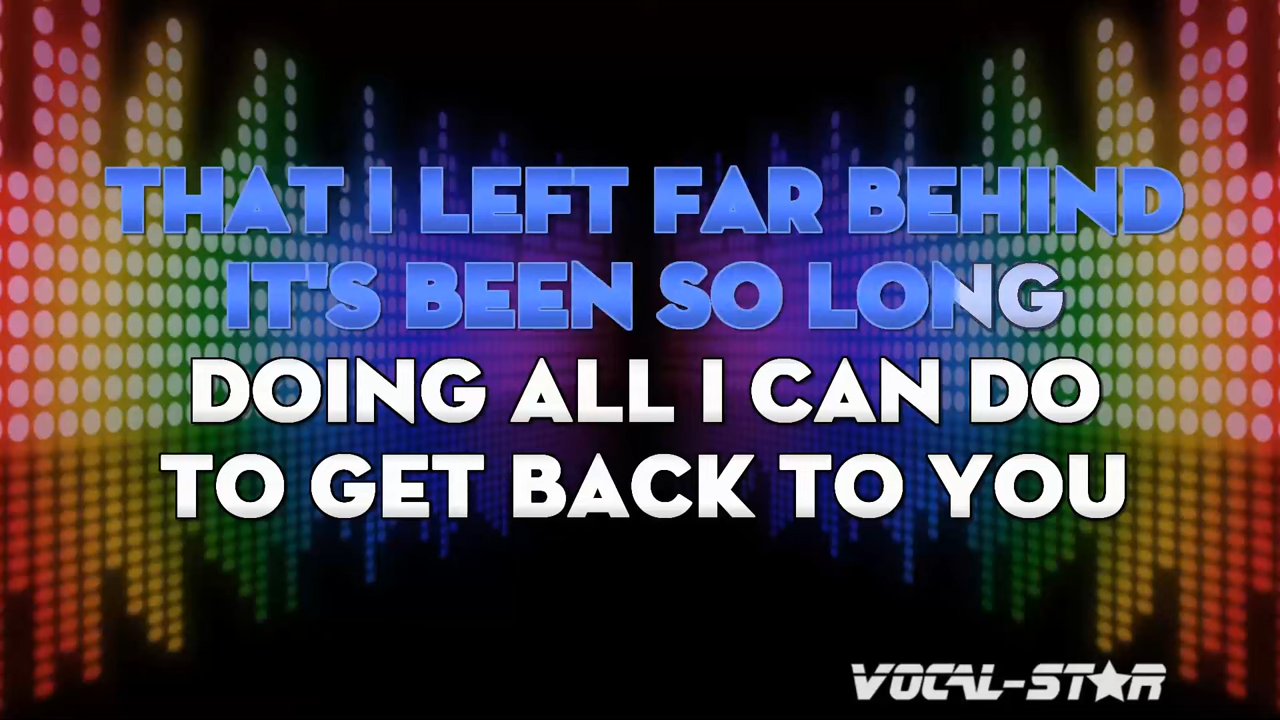 THAT I LEFT FAR BEHIND
IT'S BEEN SO LONG
DOING ALL I CAN DO
TO GET BACK TO YOU
VOCAL-STAR